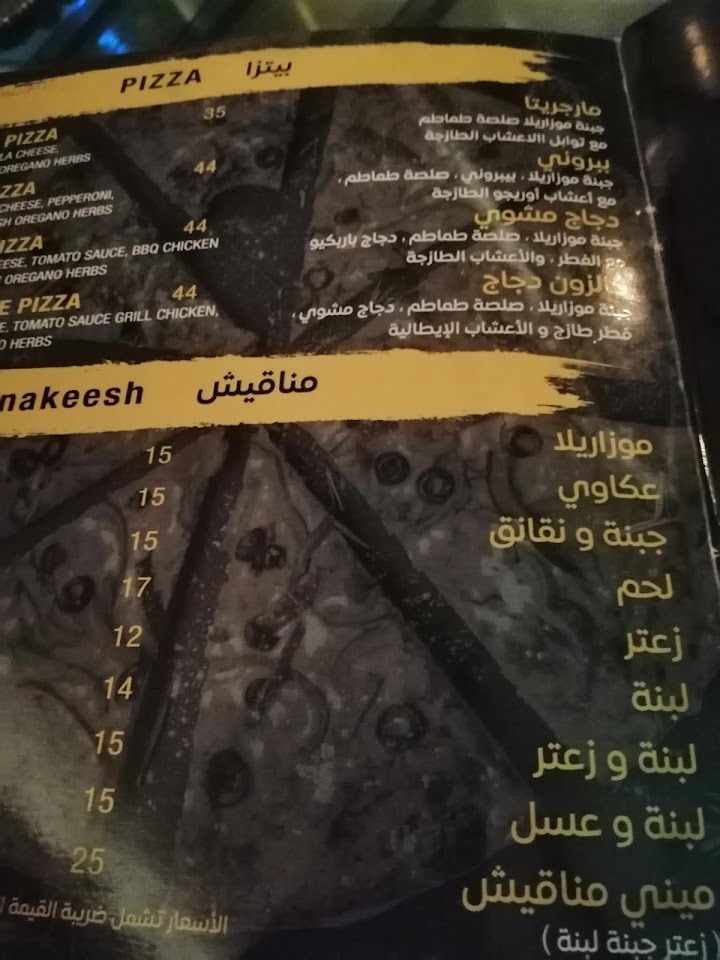 PIZZA بيتزا
PIZZA 35 مارجريتا
LA CHEESE, جبنة موزاريلا صلصة طماطم
OREGANO HERBS مع توابل الاعشاب الطازجة
ZZA 44 ببروني
CHEESE, PEPPERONI, جبنة موزاريلا ، بيبروني ، صلصة طماطم ،
SH OREGANO HERBS مع أعشاب أوريجو الطازجة
IZZA 44 دجاج مشوي
EESE, TOMATO SAUCE, BBQ CHICKEN جبنة موزاريلا ، صلصة طماطم ، دجاج باربكيو
OREGANO HERBS الفطر ، والأعشاب الطازجة
E PIZZA 44 الزون دجاج
E, TOMATO SAUCE GRILL CHICKEN, جبنة موزاريلا ، صلصة طماطم ، دجاج مشوي ،
O HERBS فطر طازج و الأعشاب الإيطالية
nakeesh مناقيش
15 موزاريلا
15 عكاوي
15 جبنة و نقانق
17 لحم
12 زعتر
14 لبنة
15 لبنة و زعتر
15 لبنة و عسل
25 ميني مناقيش
( زعتر جبنة لبنة )
الأسعار تشمل ضريبة القيمة